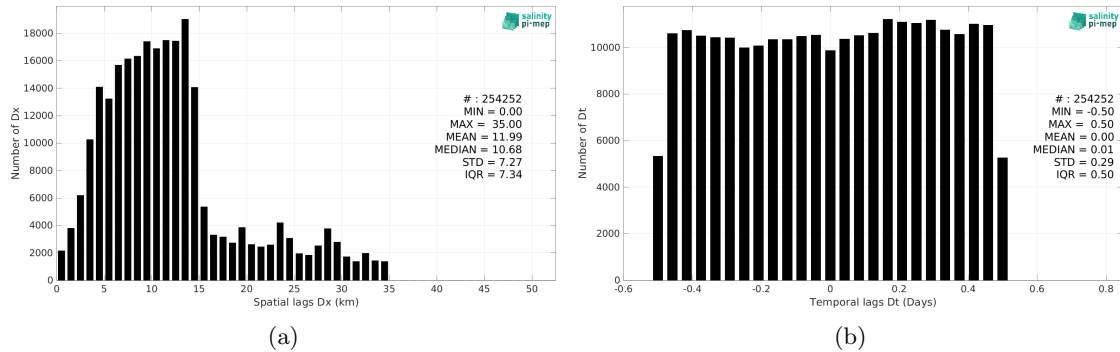 salinity
pi-mep
18000
16000
14000
12000
10000
8000
6000
4000
2000
0
Number of Dx
# : 254252
MIN = 0.00
MAX = 35.00
MEAN = 11.99
MEDIAN = 10.68
STD = 7.27
IQR = 7.34
0 5 10 15 20 25 30 35 40 45 50
Spatial lags Dx (km)
(a)
salinity
pi-mep
10000
8000
6000
4000
2000
0
Number of Dt
# : 254252
MIN = -0.50
MAX = 0.50
MEAN = 0.00
MEDIAN = 0.01
STD = 0.29
IQR = 0.50
-0.6 -0.4 -0.2 0 0.2 0.4 0.6 0.8
Temporal lags Dt (Days)
(b)